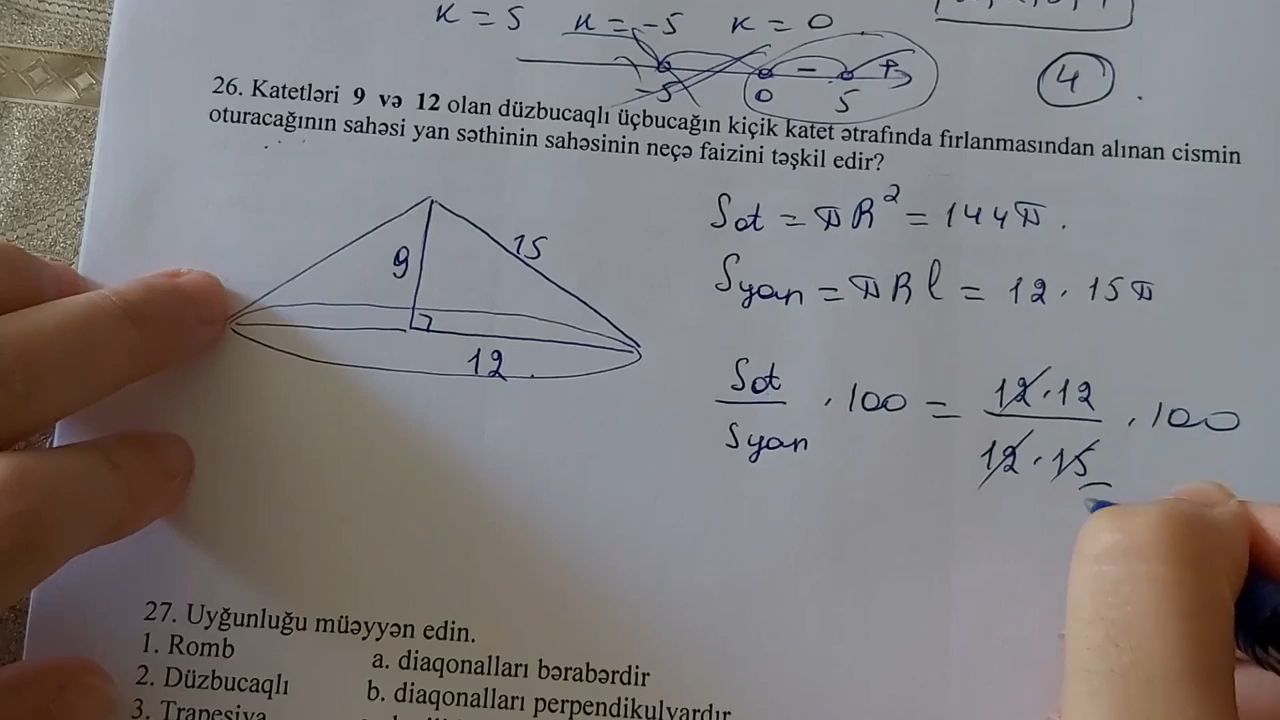 K = 5 K = -5 K = 0
-5 0 - 5 +
4
26. Katetləri 9 və 12 olan düzbucaqlı üçbucağın kiçik katet ətrafında fırlanmasından alınan cismin
oturacağının sahəsi yan səthinin sahəsinin neçə faizini təşkil edir?
Sot = πR² = 144π.
9 15
Syan = πRl = 12 · 15π
12
Sot / Syan · 100 = 12·12 / 12·15 · 100
27. Uyğunluğu müəyyən edin.
1. Romb
a. diaqonalları bərabərdir
2. Düzbucaqlı
b. diaqonalları perpendikulyardır
3. Trapesiya